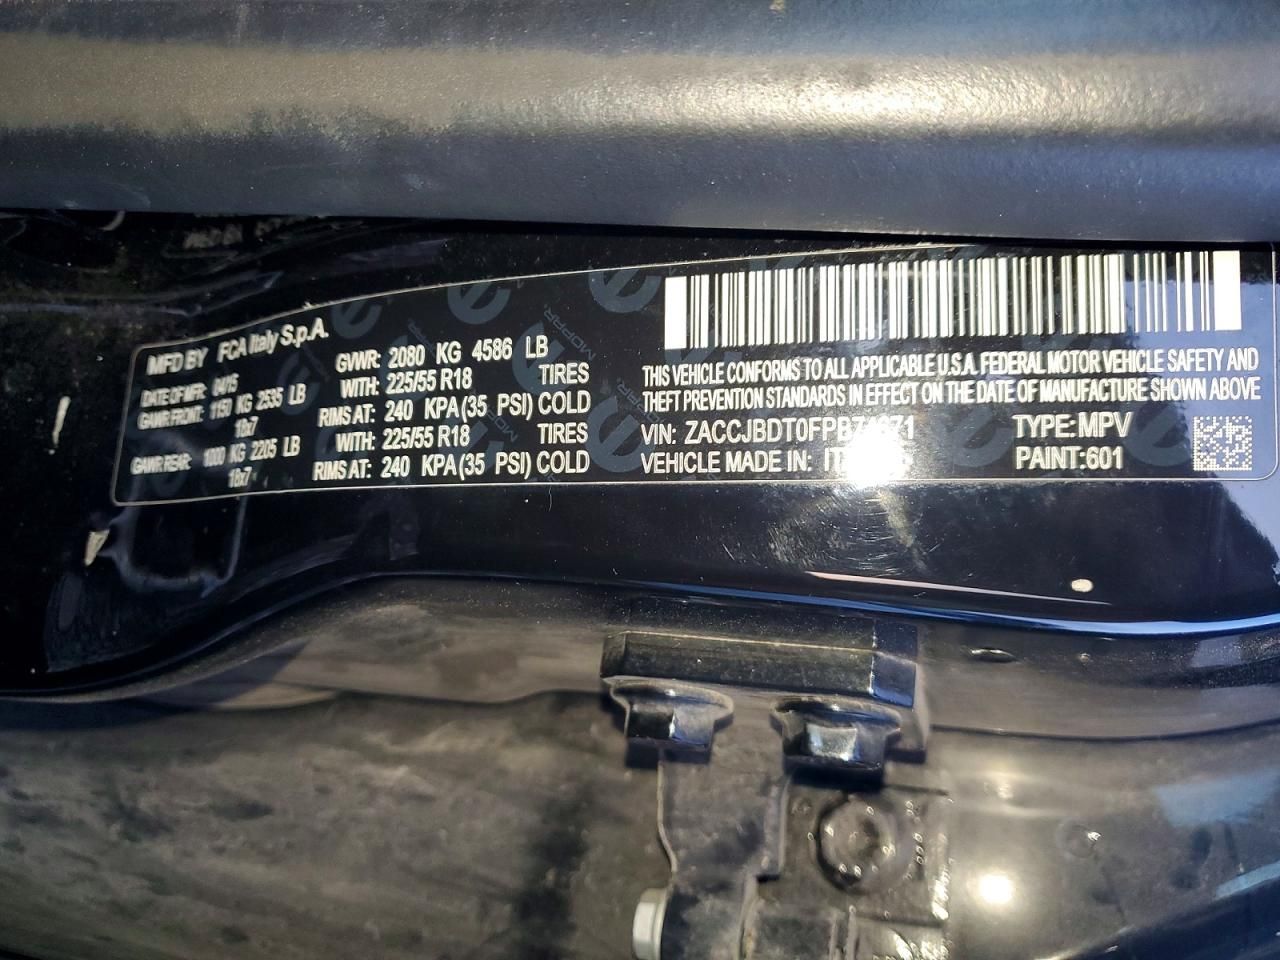 MFD BY FCA Italy S.p.A.
DATE OF MFR 04/15 GVWR: 2080 KG 4586 LB
GAWR FRONT: 1150 KG 2535 LB WITH: 225/55 R18 TIRES
18x7 RIMS AT: 240 KPA (35 PSI) COLD
GAWR REAR: 1000 KG 2205 LB WITH: 225/55 R18 TIRES
18x7 RIMS AT: 240 KPA (35 PSI) COLD
THIS VEHICLE CONFORMS TO ALL APPLICABLE U.S.A. FEDERAL MOTOR VEHICLE SAFETY AND
THEFT PREVENTION STANDARDS IN EFFECT ON THE DATE OF MANUFACTURE SHOWN ABOVE
VIN: TYPE: MPV
VEHICLE MADE IN: PAINT: 601
MOPAR
MOPAR